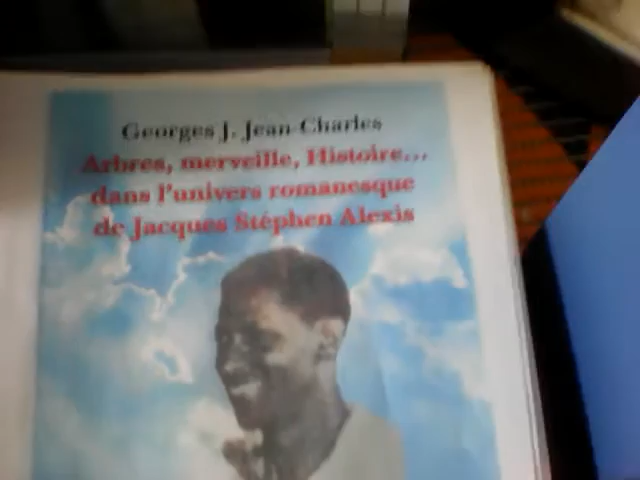 Georges J. Jean-Charles
Arbres, merveille, Histoire...
dans l'univers romanesque
de Jacques Stéphen Alexis